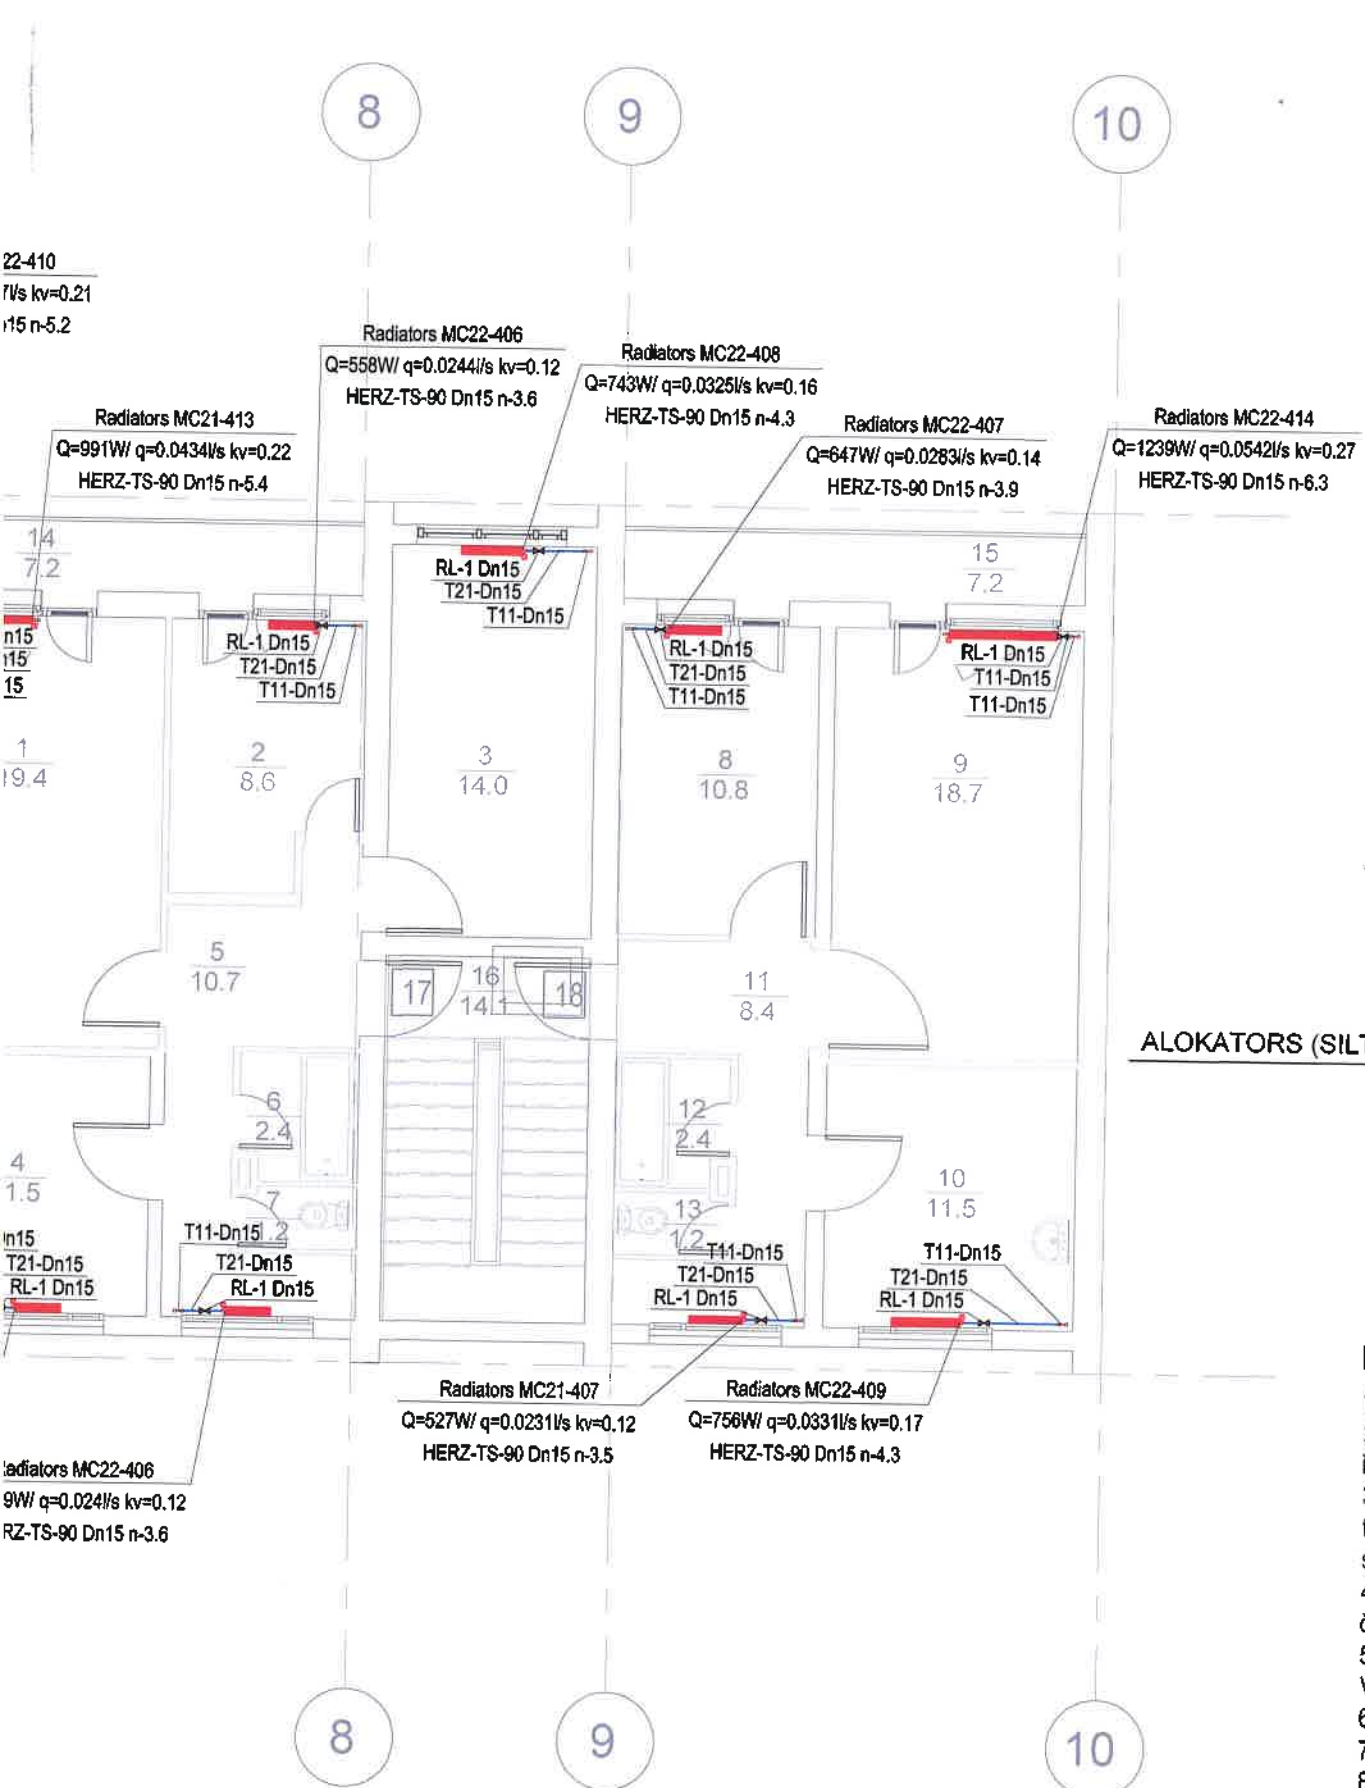 8
9
10
22-410
7l/s kv=0.21
n-5.2
Radiators MC22-406
Q=558W/ q=0.0244l/s kv=0.12
HERZ-TS-90 Dn15 n-3.6
Radiators MC22-408
Q=743W/ q=0.0325l/s kv=0.16
HERZ-TS-90 Dn15 n-4.3
Radiators MC21-413
Q=991W/ q=0.0434l/s kv=0.22
HERZ-TS-90 Dn15 n-5.4
Radiators MC22-407
Q=647W/ q=0.0283l/s kv=0.14
HERZ-TS-90 Dn15 n-3.9
Radiators MC22-414
Q=1239W/ q=0.0542l/s kv=0.27
HERZ-TS-90 Dn15 n-6.3
14
7.2
15
7.2
RL-1 Dn15
T21-Dn15
T11-Dn15
n15
15
15
RL-1 Dn15
T21-Dn15
T11-Dn15
RL-1 Dn15
T21-Dn15
T11-Dn15
RL-1 Dn15
T11-Dn15
T11-Dn15
1
19.4
2
8.6
3
14.0
8
10.8
9
18.7
5
10.7
17
16
14.1
18
11
8.4
ALOKATORS (SILT
6
2.4
12
2.4
4
1.5
7
1.2
13
1.2
10
11.5
n15
T21-Dn15
RL-1 Dn15
T11-Dn15
T21-Dn15
RL-1 Dn15
T11-Dn15
T21-Dn15
RL-1 Dn15
T11-Dn15
T21-Dn15
RL-1 Dn15
Radiators MC21-407
Q=527W/ q=0.0231l/s kv=0.12
HERZ-TS-90 Dn15 n-3.5
Radiators MC22-409
Q=756W/ q=0.0331l/s kv=0.17
HERZ-TS-90 Dn15 n-4.3
adiators MC22-406
9W/ q=0.024l/s kv=0.12
RZ-TS-90 Dn15 n-3.6
8
9
10